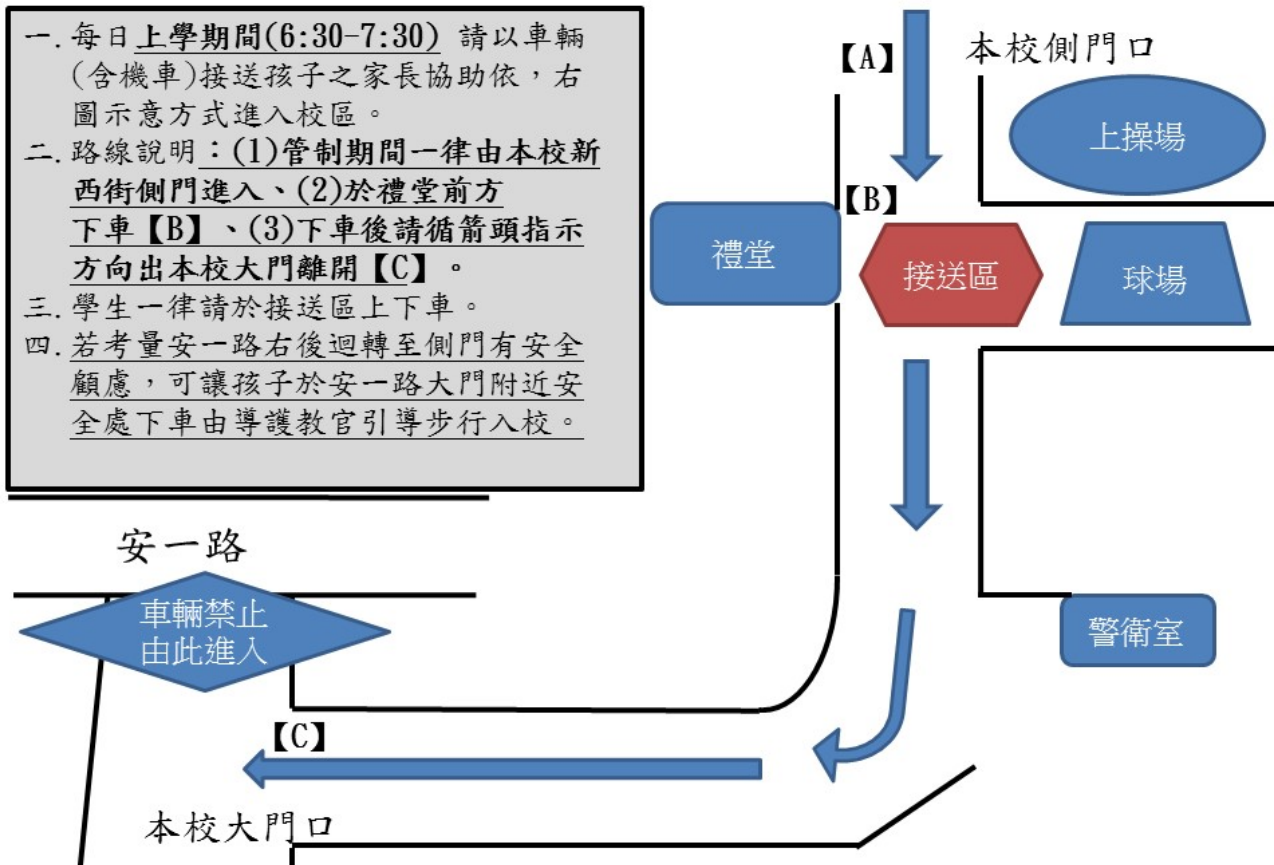 一. 每日上學期間(6:30-7:30) 請以車輛
(含機車)接送孩子之家長協助依，右
圖示意方式進入校區。
二. 路線說明：(1)管制期間一律由本校新
西街側門進入、(2)於禮堂前方
下車【B】、(3)下車後請循箭頭指示
方向出本校大門離開【C】。
三. 學生一律請於接送區上下車。
四. 若考量安一路右後迴轉至側門有安全
顧慮，可讓孩子於安一路大門附近安
全處下車由導護教官引導步行入校。
【A】
本校側門口
上操場
【B】
禮堂
接送區
球場
安一路
車輛禁止
由此進入
警衛室
【C】
本校大門口